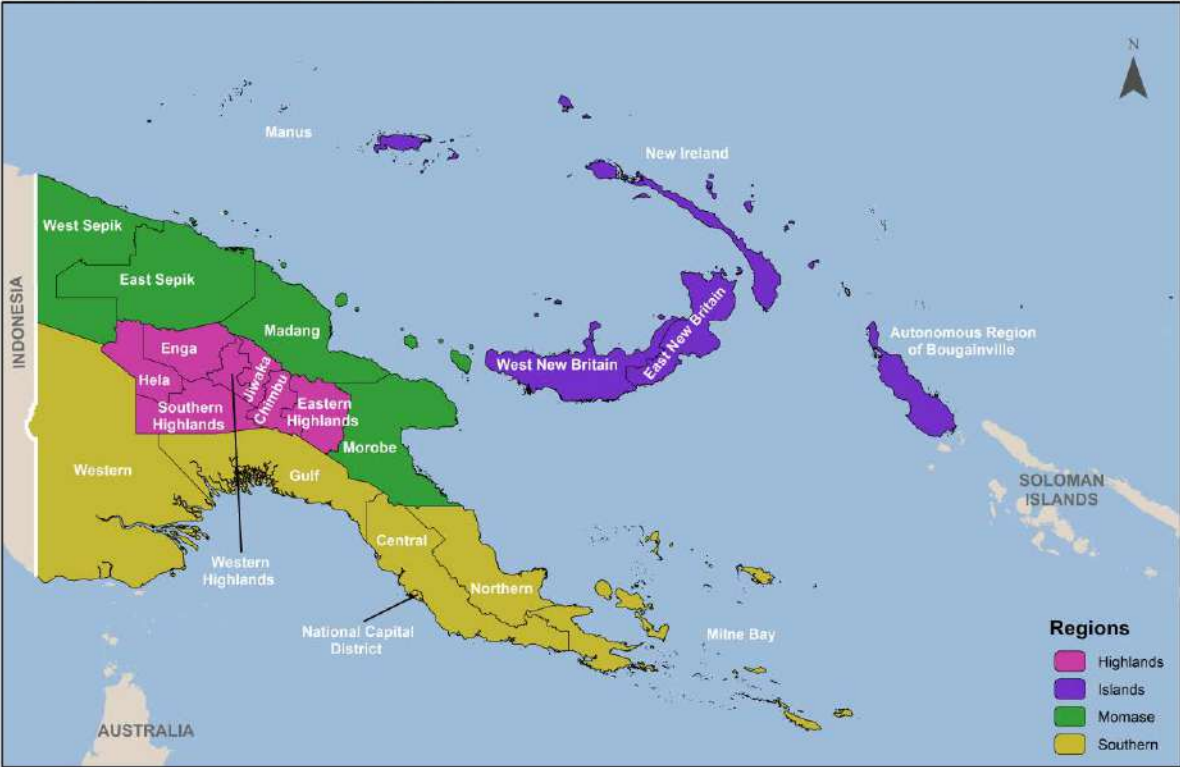 N
Manus
New Ireland
West Sepik
East Sepik
INDONESIA
Madang
Autonomous Region
of Bougainville
East New Britain
West New Britain
Enga
Hela
Jiwaka
Chimbu
Southern
Highlands
Eastern
Highlands
Morobe
Western
Gulf
SOLOMAN
ISLANDS
Central
Western
Highlands
Northern
National Capital
District
Milne Bay
AUSTRALIA
Regions
Highlands
Islands
Momase
Southern